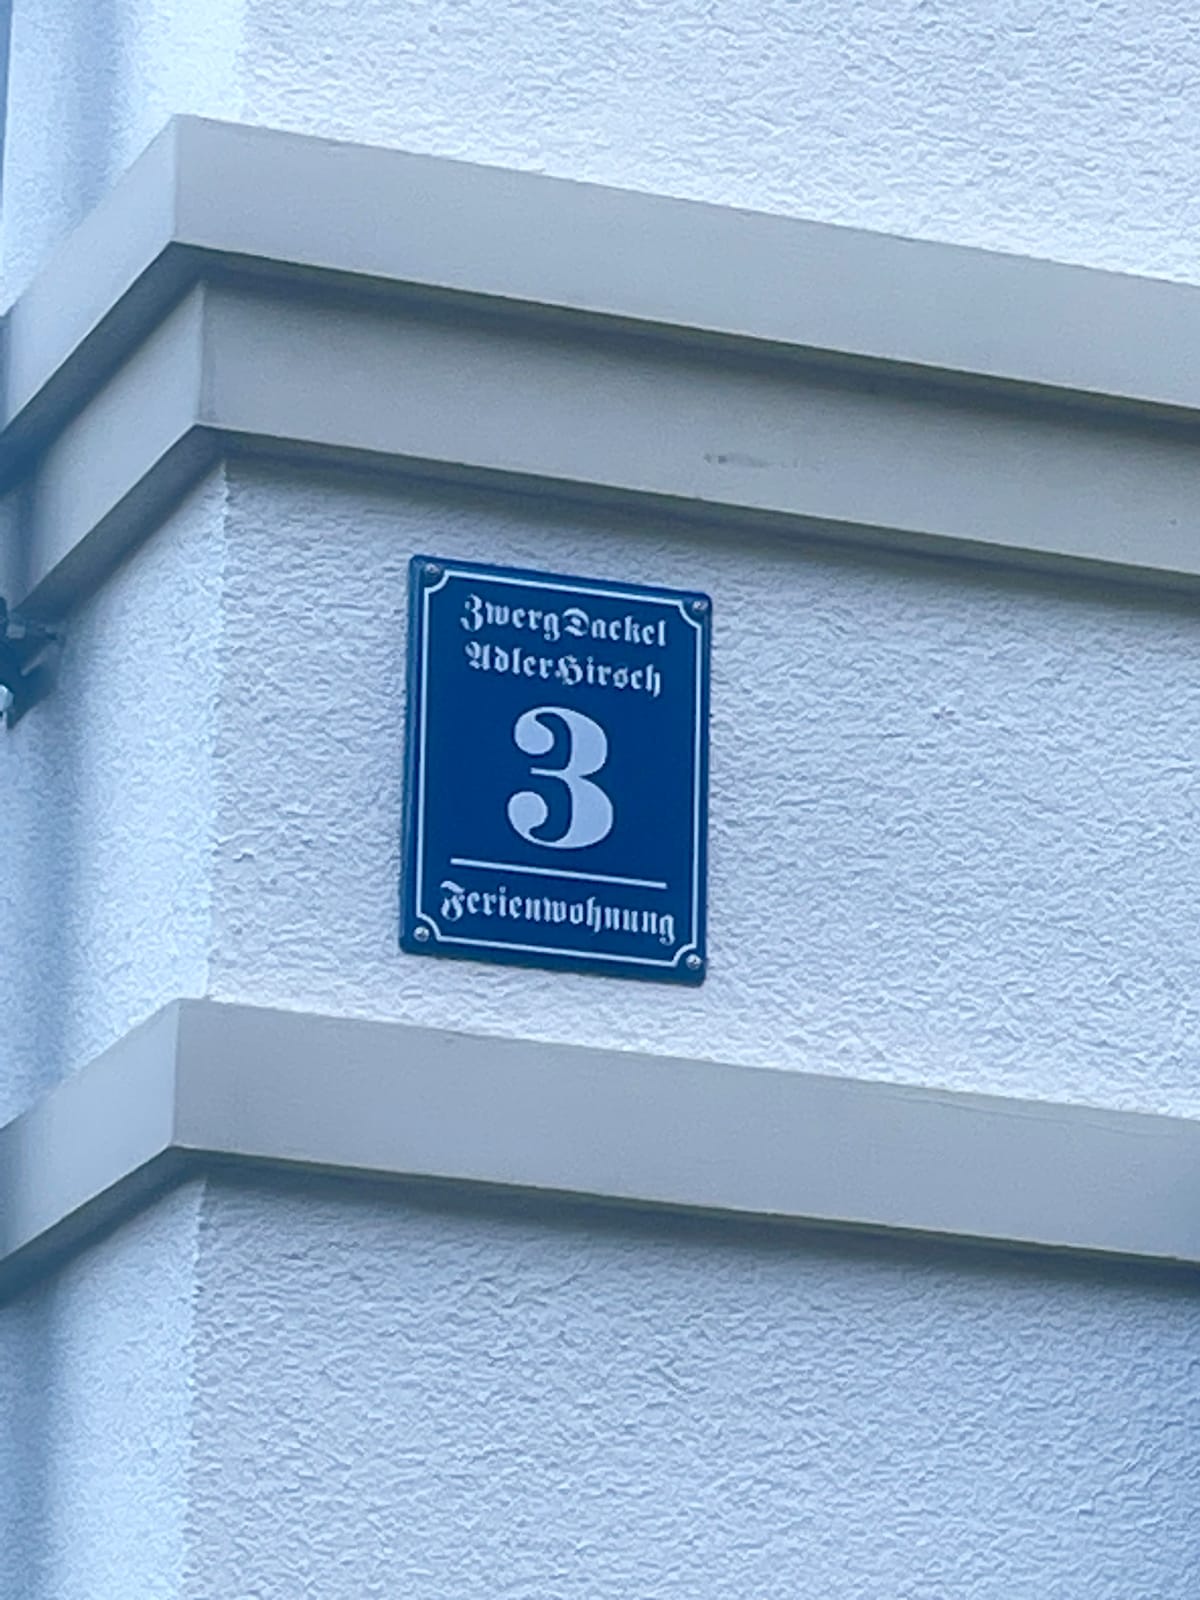 ZwergDackel
AdlerHirsch
3
Ferienwohnung